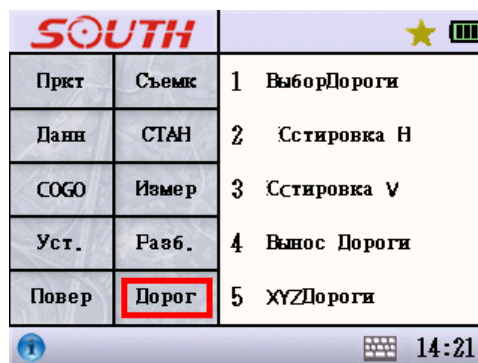 SOUTH
Пркт Съемк 1 ВыборДороги
Данн СТАН 2 Сстировка Н
COGO Измер 3 Сстировка V
Уст. Разб. 4 Вынос Дороги
Повер Дорог 5 XYZДороги
14:21